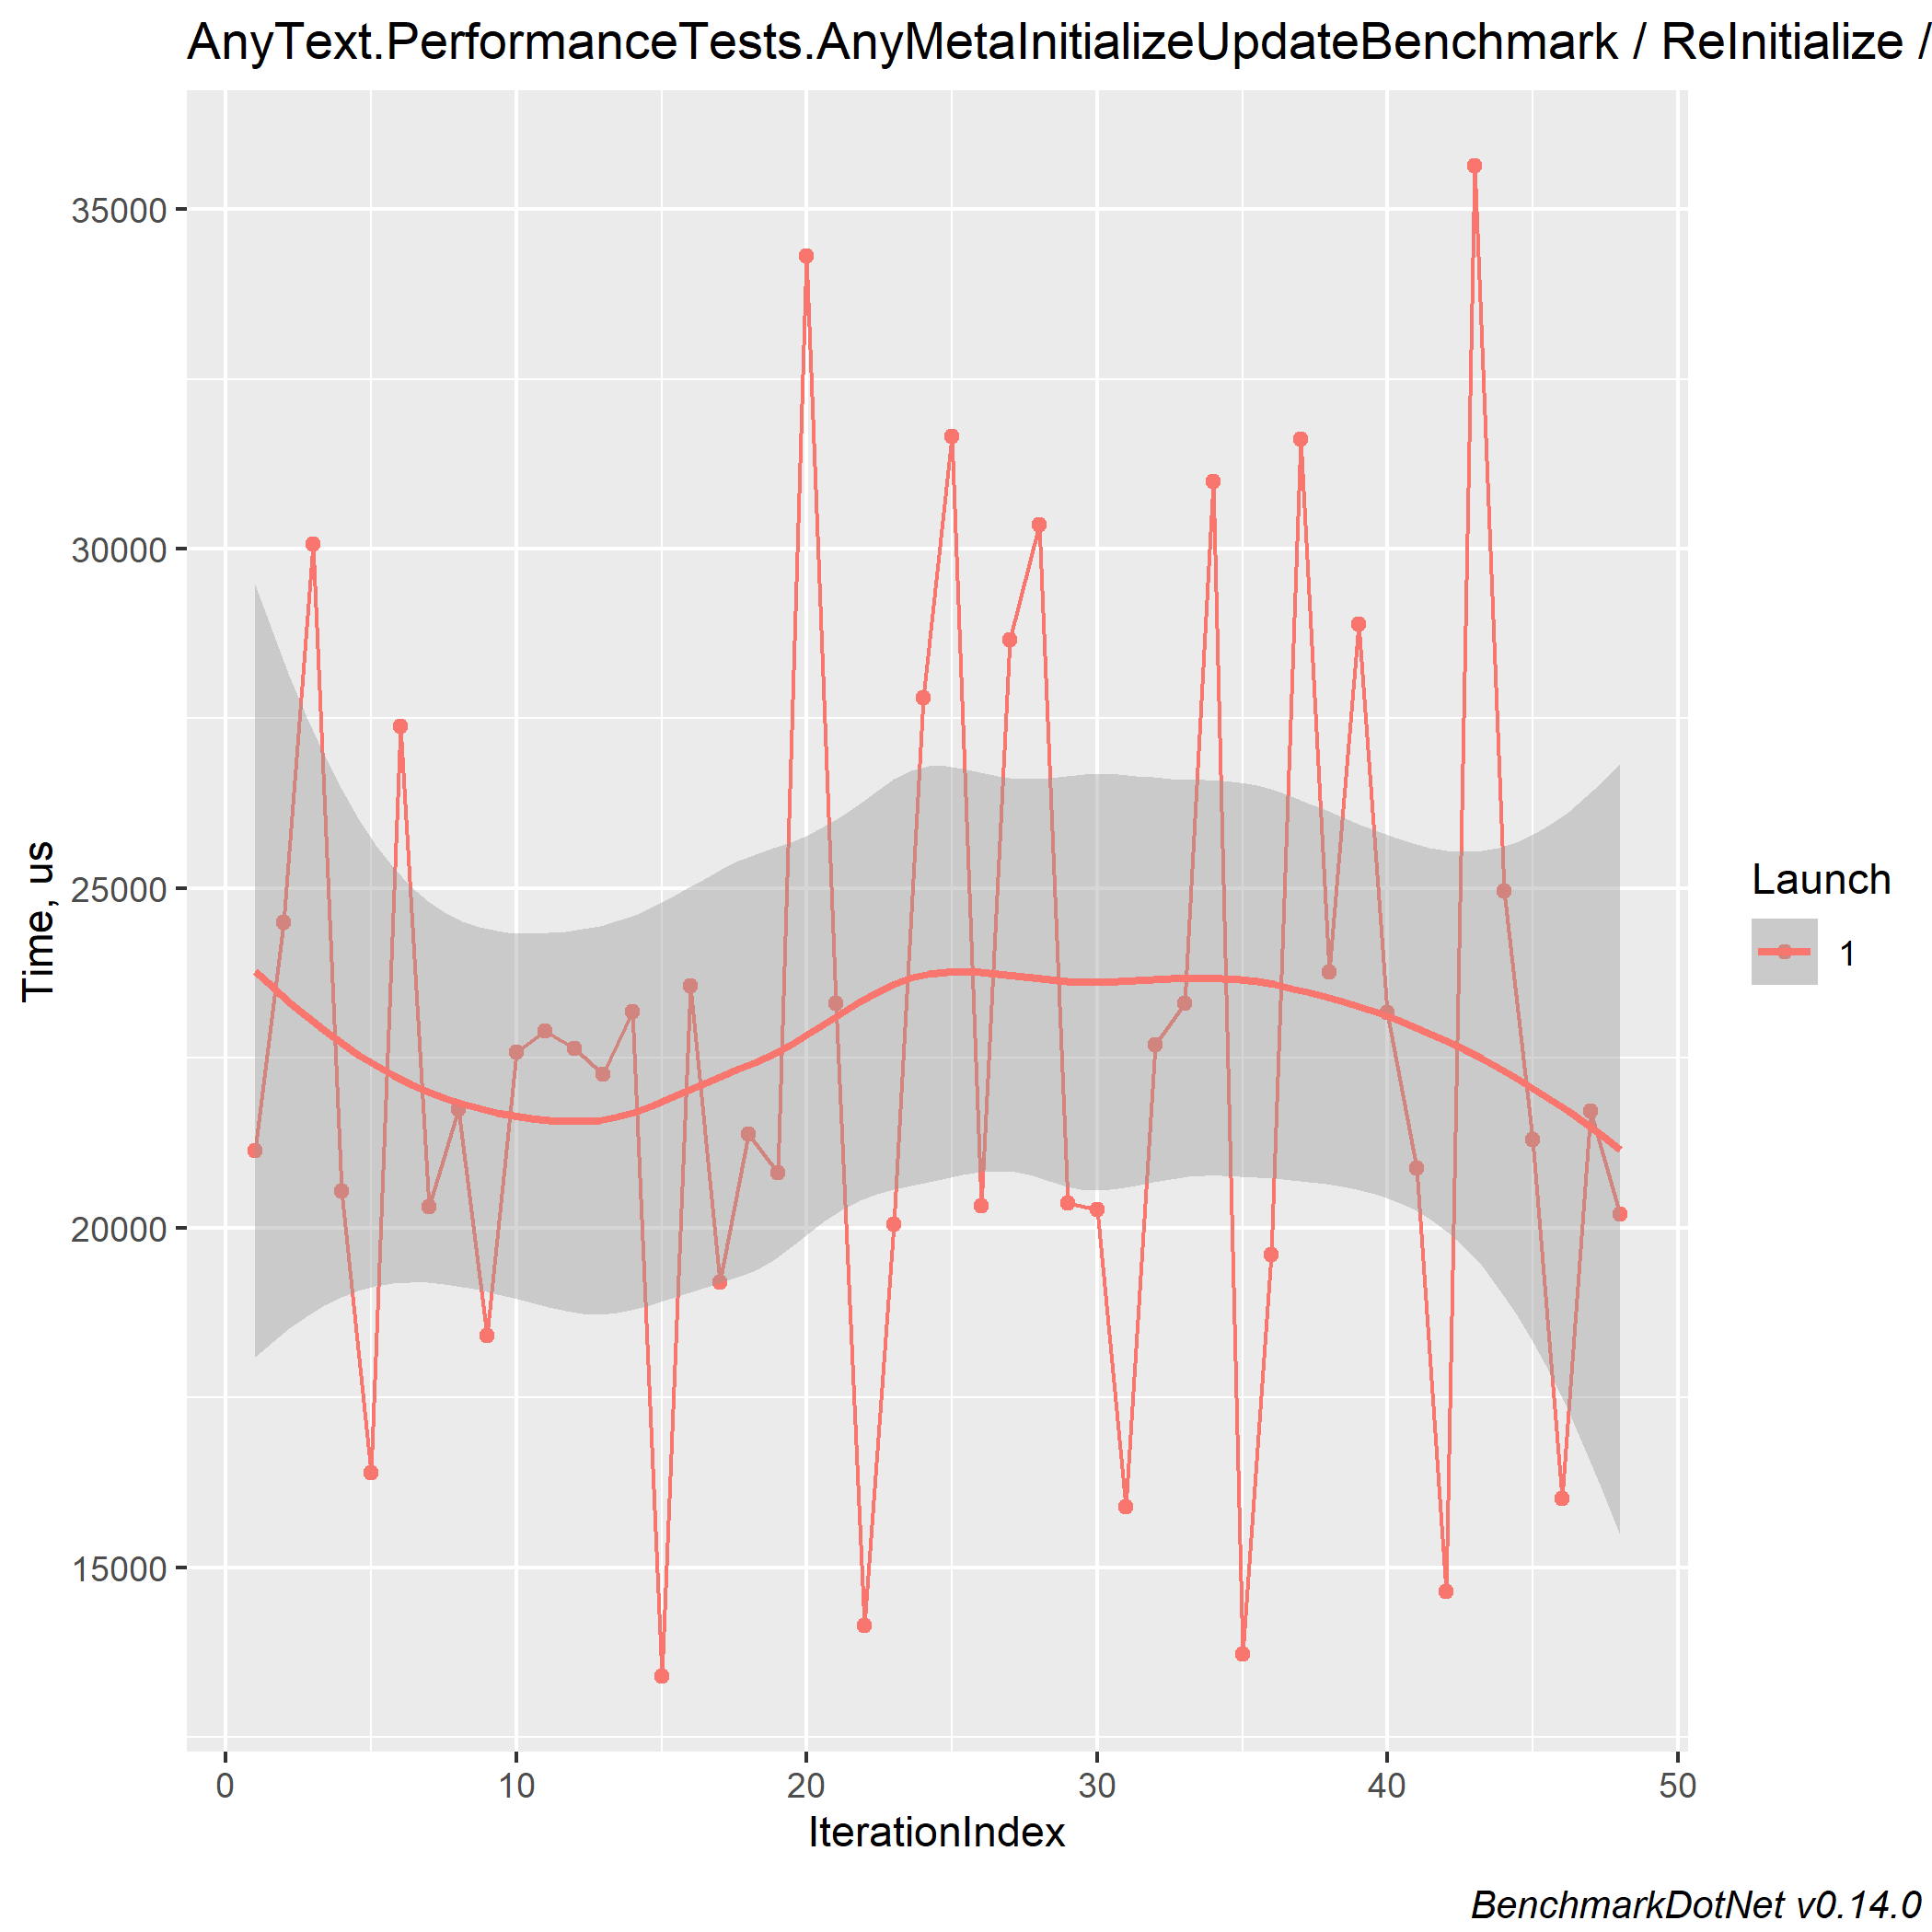 AnyText.PerformanceTests.AnyMetaInitializeUpdateBenchmark / ReInitialize /
35000
30000
25000
20000
15000
Time, us
0 10 20 30 40 50
IterationIndex
Launch
1
BenchmarkDotNet v0.14.0